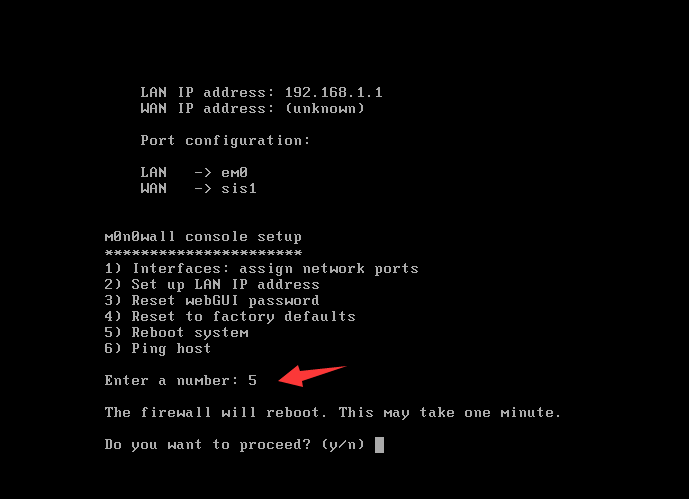 LAN IP address: 192.168.1.1
WAN IP address: (unknown)
Port configuration:
LAN -> em0
WAN -> sis1
m0n0wall console setup
**********************
1) Interfaces: assign network ports
2) Set up LAN IP address
3) Reset webGUI password
4) Reset to factory defaults
5) Reboot system
6) Ping host
Enter a number: 5
The firewall will reboot. This may take one minute.
Do you want to proceed? (y/n)